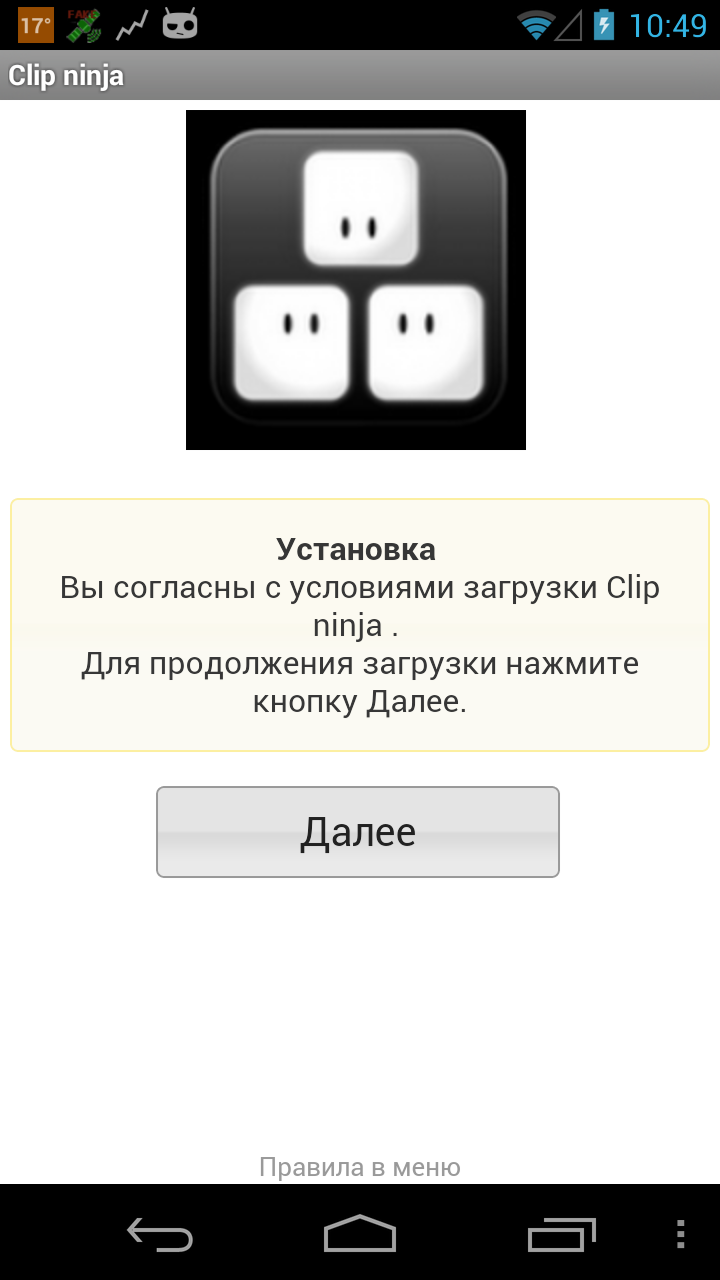 17°
FAKE
10:49
Clip ninja
Установка
Вы согласны с условиями загрузки Clip
ninja .
Для продолжения загрузки нажмите
кнопку Далее.
Далее
Правила в меню